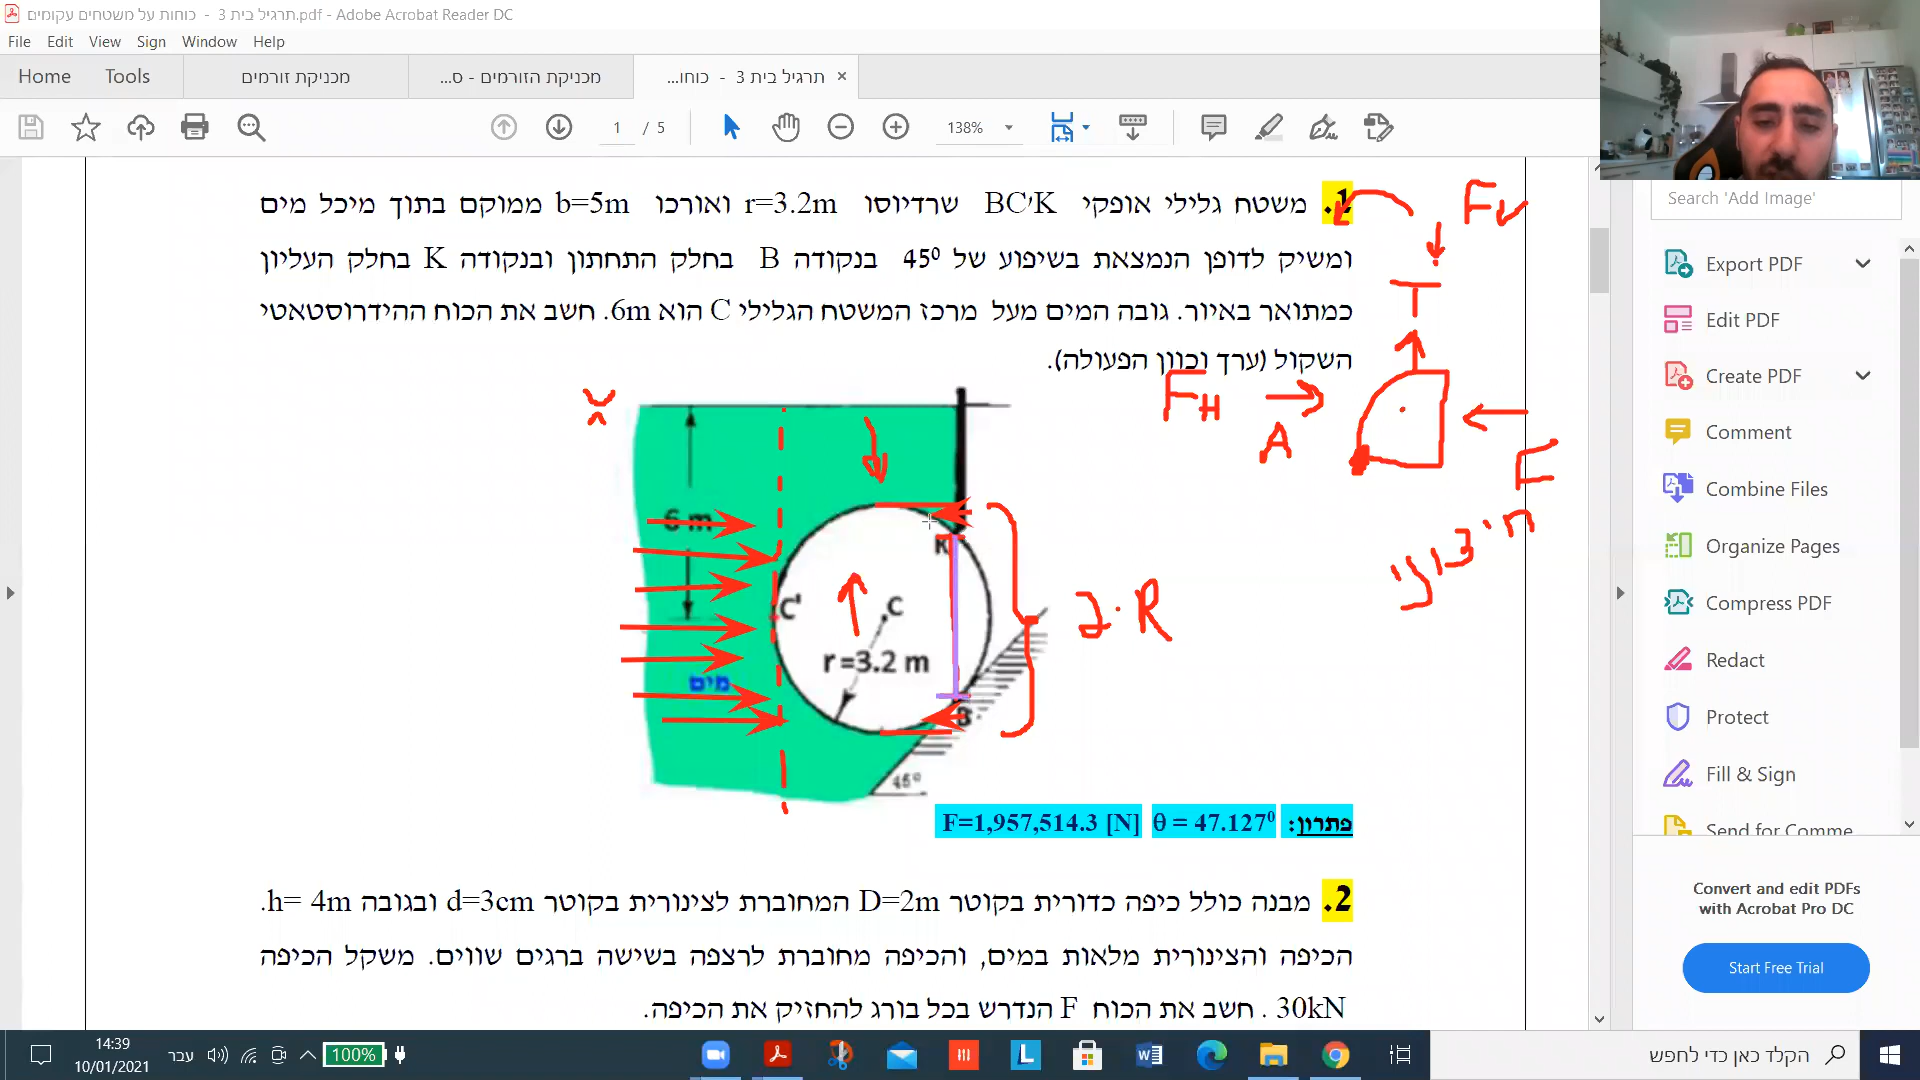 תרגיל בית 3 - כוחות על משטחים עקומים.pdf - Adobe Acrobat Reader DC
File Edit View Sign Window Help
Home Tools מכניקת זורמים מכניקת הזורמים - ס... תרגיל בית 3 - כוחו... ×
1 / 5 138%
Search 'Add Image'
Export PDF
Edit PDF
Create PDF
Comment
Combine Files
Organize Pages
Compress PDF
Redact
Protect
Fill & Sign
Send for Comme
Convert and edit PDFs
with Acrobat Pro DC
Start Free Trial
1. משטח גלילי אופקי BC'K שרדיוסו r=3.2m ואורכו b=5m ממוקם בתוך מיכל מים
ומשיק לדופן הנמצאת בשיפוע של 45⁰ בנקודה B בחלק התחתון ובנקודה K בחלק העליון
כמתואר באיור. גובה המים מעל מרכז המשטח הגלילי C הוא 6m. חשב את הכוח ההידרוסטאטי
השקול (ערך וכוון הפעולה).
Fv
FH
A
F
חיצוני
6 m
K
C'
C
r=3.2 m
מים
B
45⁰
2·R
פתרון: θ = 47.127⁰ F=1,957,514.3 [N]
2. מבנה כולל כיפה כדורית בקוטר D=2m המחוברת לצינורית בקוטר d=3cm ובגובה h= 4m.
הכיפה והצינורית מלאות במים, והכיפה מחוברת לרצפה בשישה ברגים שווים. משקל הכיפה
30kN . חשב את הכוח F הנדרש בכל בורג להחזיק את הכיפה.
14:39
10/01/2021
עבר
100%
הקלד כאן כדי לחפש